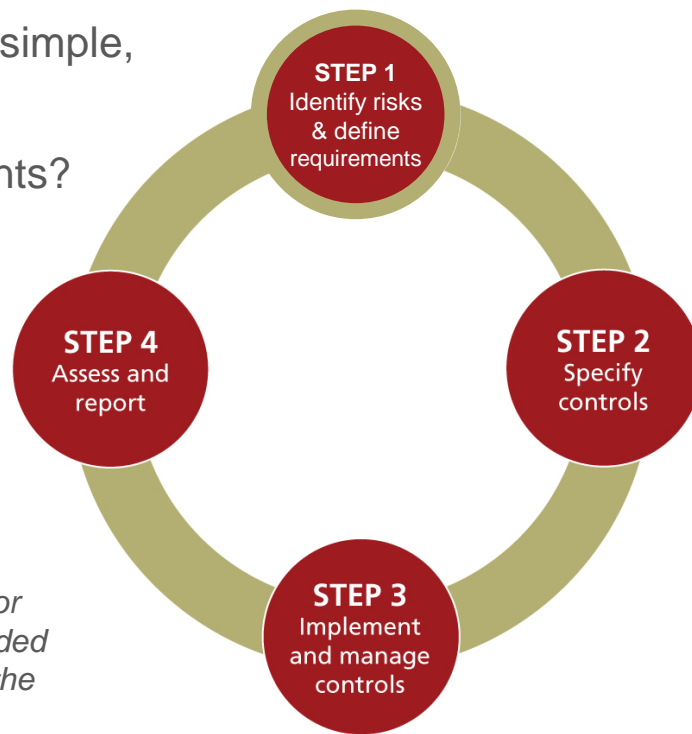 simple,
nts?
STEP 1
Identify risks
& define
requirements
STEP 2
Specify
controls
STEP 3
Implement
and manage
controls
STEP 4
Assess and
report
or
ded
the